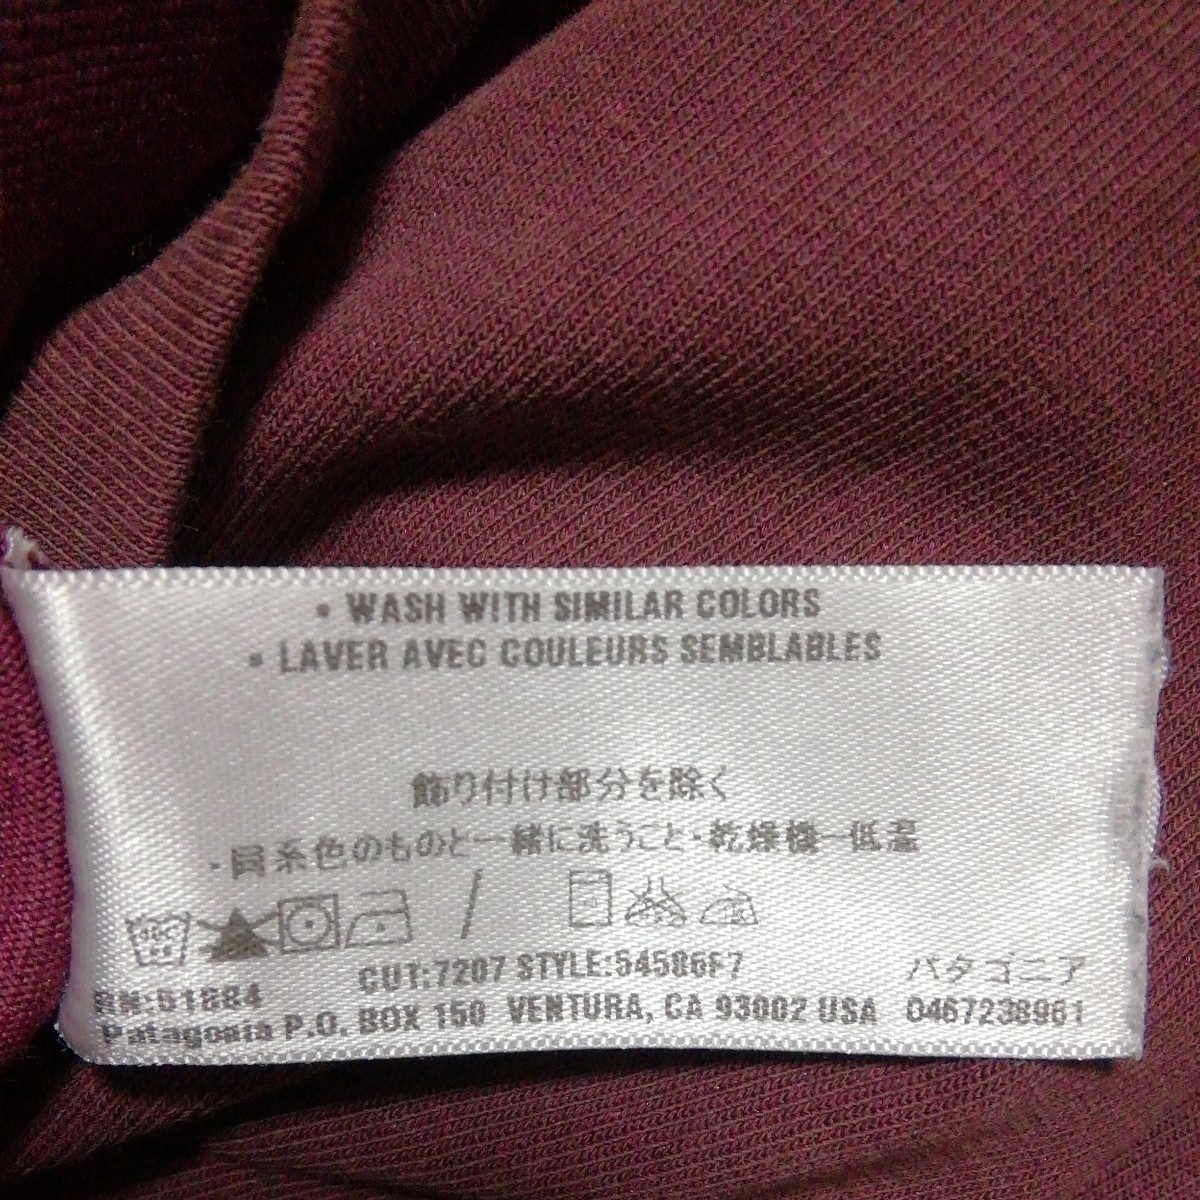 • WASH WITH SIMILAR COLORS
• LAVER AVEC COULEURS SEMBLABLES
飾り付け部分を除く
・同系色のものと一緒に洗うこと・乾燥機一低温
CUT:7207 STYLE:54586F7
パタゴニア
RN:51884
Patagonia P.O. BOX 150 VENTURA, CA 93002 USA 0467238961